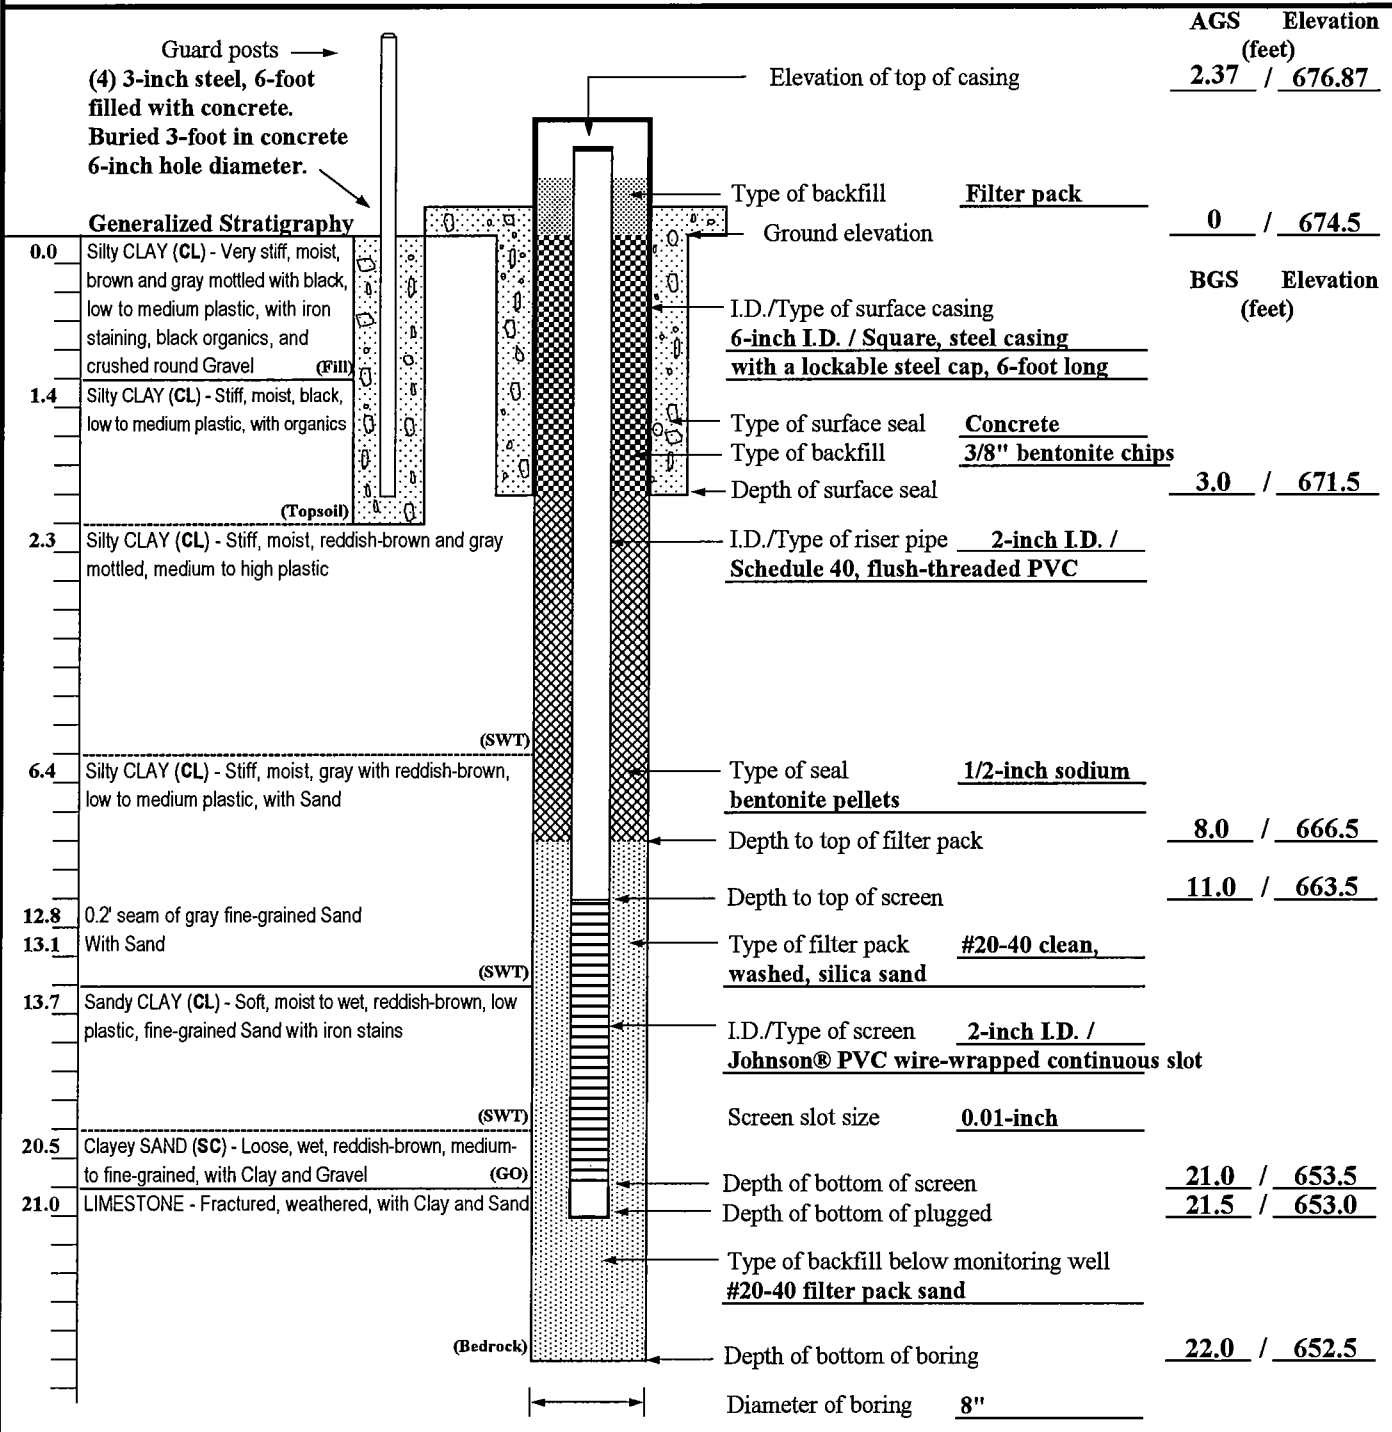 AGS Elevation
(feet)
Guard posts
(4) 3-inch steel, 6-foot
filled with concrete.
Buried 3-foot in concrete
6-inch hole diameter.
Elevation of top of casing 2.37 / 676.87
Type of backfill Filter pack
Generalized Stratigraphy
Ground elevation 0 / 674.5
BGS Elevation
(feet)
0.0 Silty CLAY (CL) - Very stiff, moist,
brown and gray mottled with black,
low to medium plastic, with iron
staining, black organics, and
crushed round Gravel (Fill)
I.D./Type of surface casing
6-inch I.D. / Square, steel casing
with a lockable steel cap, 6-foot long
1.4 Silty CLAY (CL) - Stiff, moist, black,
low to medium plastic, with organics
(Topsoil)
Type of surface seal Concrete
Type of backfill 3/8" bentonite chips
Depth of surface seal 3.0 / 671.5
2.3 Silty CLAY (CL) - Stiff, moist, reddish-brown and gray
mottled, medium to high plastic
(SWT)
I.D./Type of riser pipe 2-inch I.D. /
Schedule 40, flush-threaded PVC
6.4 Silty CLAY (CL) - Stiff, moist, gray with reddish-brown,
low to medium plastic, with Sand
Type of seal 1/2-inch sodium
bentonite pellets
Depth to top of filter pack 8.0 / 666.5
Depth to top of screen 11.0 / 663.5
12.8 0.2' seam of gray fine-grained Sand
13.1 With Sand
(SWT)
Type of filter pack #20-40 clean,
washed, silica sand
13.7 Sandy CLAY (CL) - Soft, moist to wet, reddish-brown, low
plastic, fine-grained Sand with iron stains
(SWT)
I.D./Type of screen 2-inch I.D. /
Johnson® PVC wire-wrapped continuous slot
Screen slot size 0.01-inch
20.5 Clayey SAND (SC) - Loose, wet, reddish-brown, medium-
to fine-grained, with Clay and Gravel (GO)
Depth of bottom of screen 21.0 / 653.5
21.0 LIMESTONE - Fractured, weathered, with Clay and Sand
Depth of bottom of plugged 21.5 / 653.0
Type of backfill below monitoring well
#20-40 filter pack sand
(Bedrock)
Depth of bottom of boring 22.0 / 652.5
Diameter of boring 8"